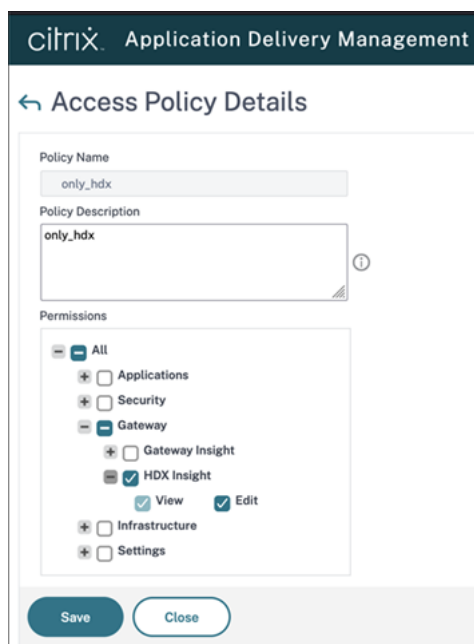 citrix. Application Delivery Management
Access Policy Details
Policy Name
only_hdx
Policy Description
only_hdx
Permissions
All
Applications
Security
Gateway
Gateway Insight
HDX Insight
View Edit
Infrastructure
Settings
Save Close